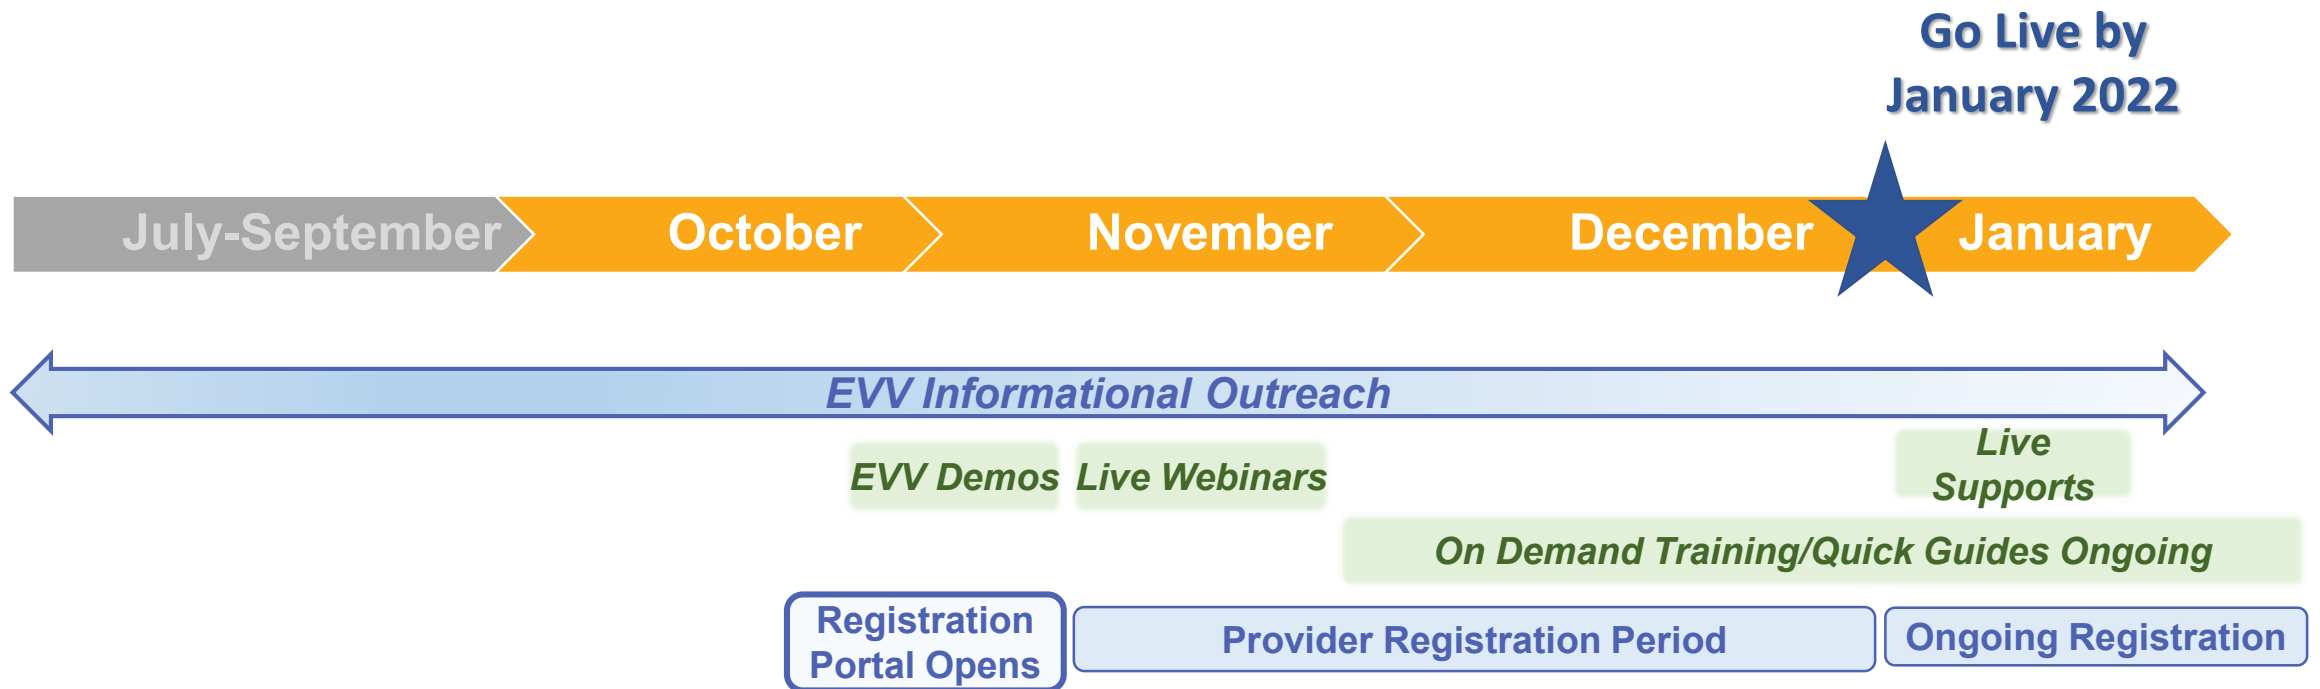 Go Live by
January 2022
July-September
October
November
December
January
EVV Informational Outreach
EVV Demos
Live Webinars
Live
Supports
On Demand Training/Quick Guides Ongoing
Registration
Portal Opens
Provider Registration Period
Ongoing Registration